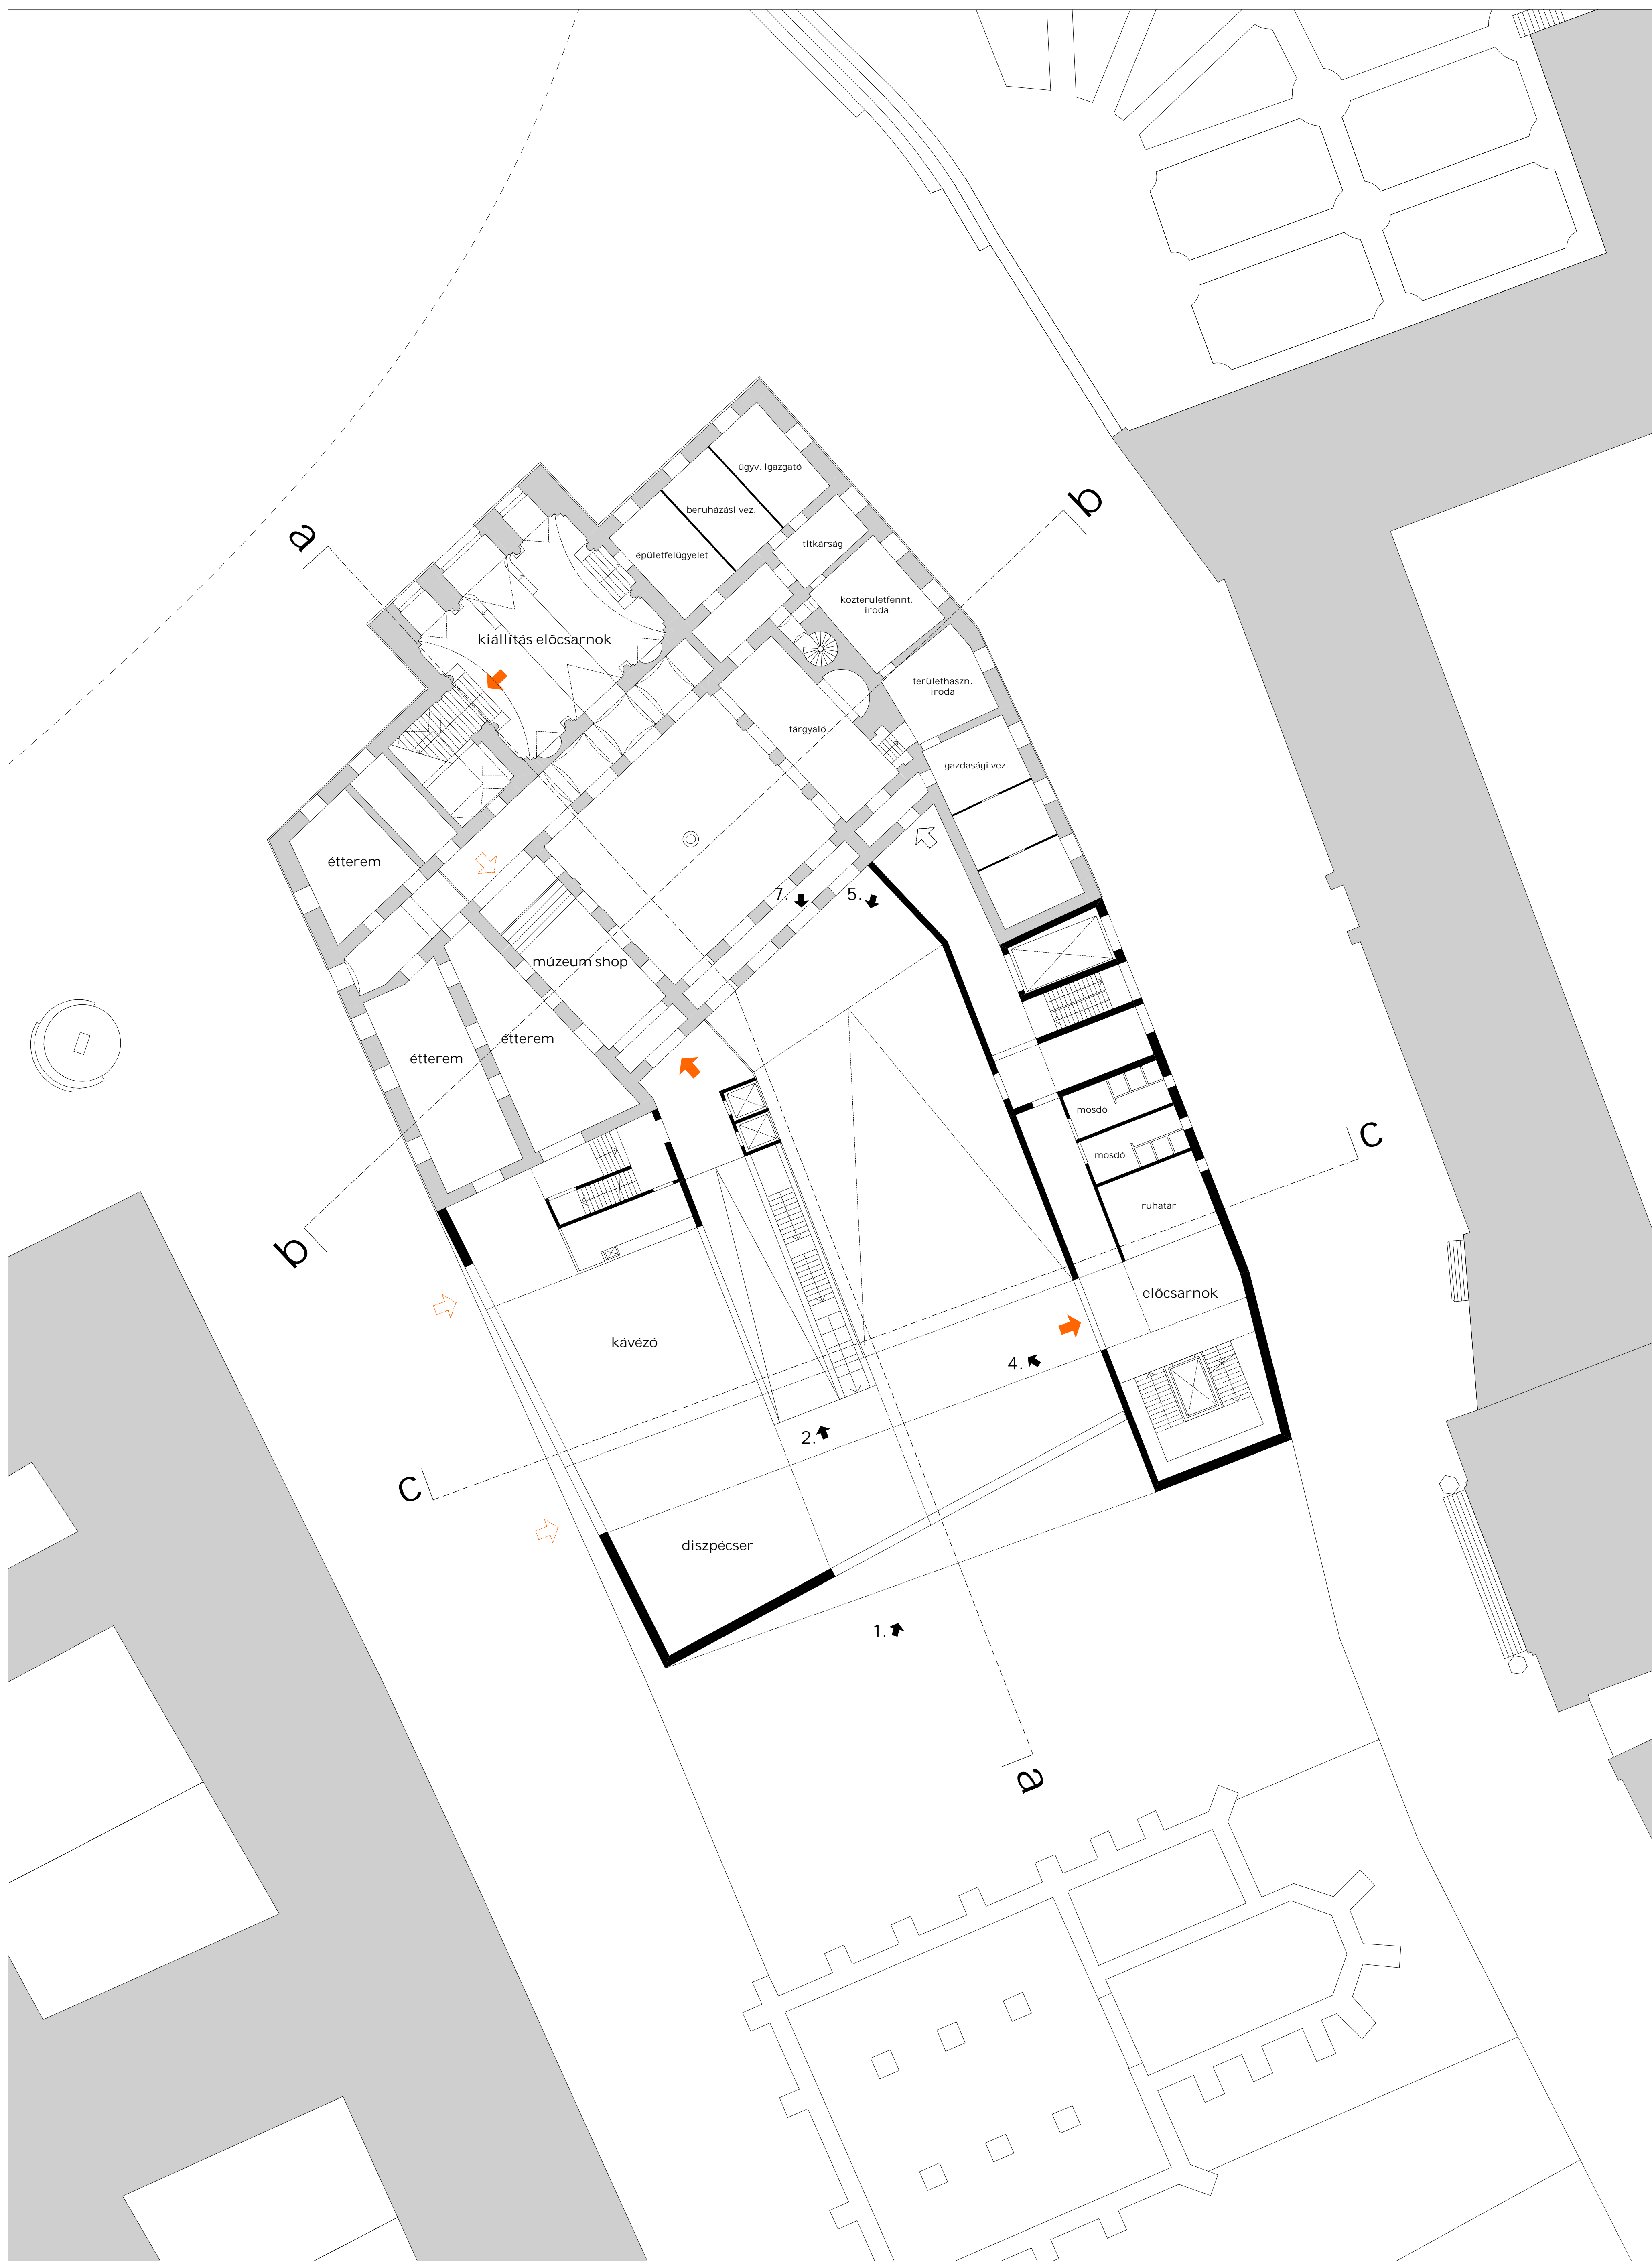 ügyv. igazgató
b
beruházási vez.
a
titkárság
épületfelügyelet
közterületfennt.
iroda
kiállítás előcsarnok
területhaszn.
iroda
tárgyaló
gazdasági vez.
étterem
7.
5.
múzeum shop
étterem
étterem
mosdó
c
mosdó
ruhatár
b
előcsarnok
kávézó
4.
2.
c
diszpécser
1.
a